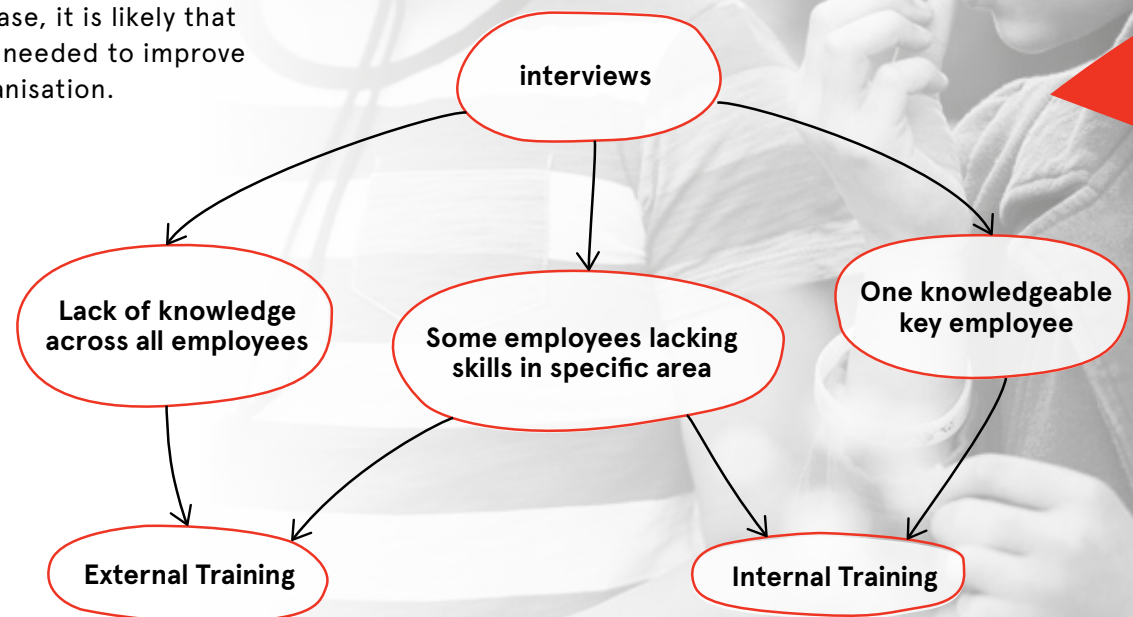 ase, it is likely that
needed to improve
anisation.
interviews
Lack of knowledge
across all employees
Some employees lacking
skills in specific area
One knowledgeable
key employee
External Training
Internal Training